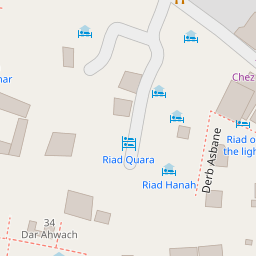 Chez
nar
Riad o
the ligh
Riad Quara
Derb Asbane
Riad Hanah
34
Dar Ahwach